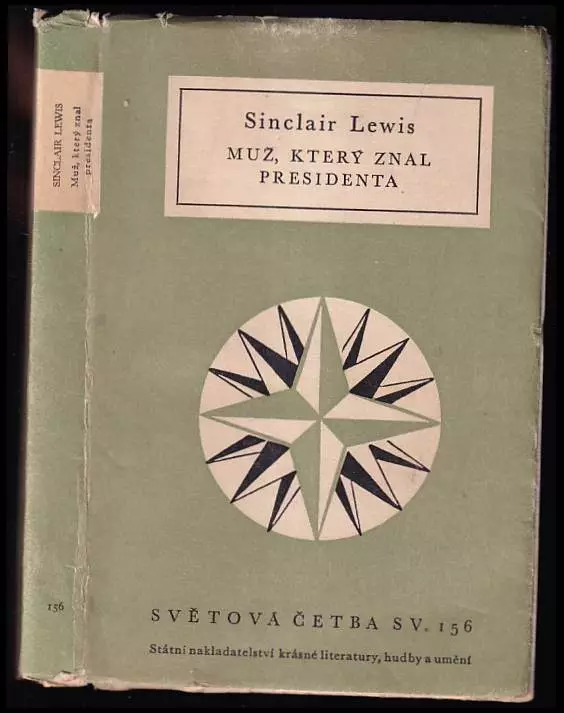 SINCLAIR LEWIS
Muž, který znal
presidenta
156
Sinclair Lewis
MUŽ, KTERÝ ZNAL
PRESIDENTA
SVĚTOVÁ ČETBA SV. 156
Státní nakladatelství krásné literatury, hudby a umění